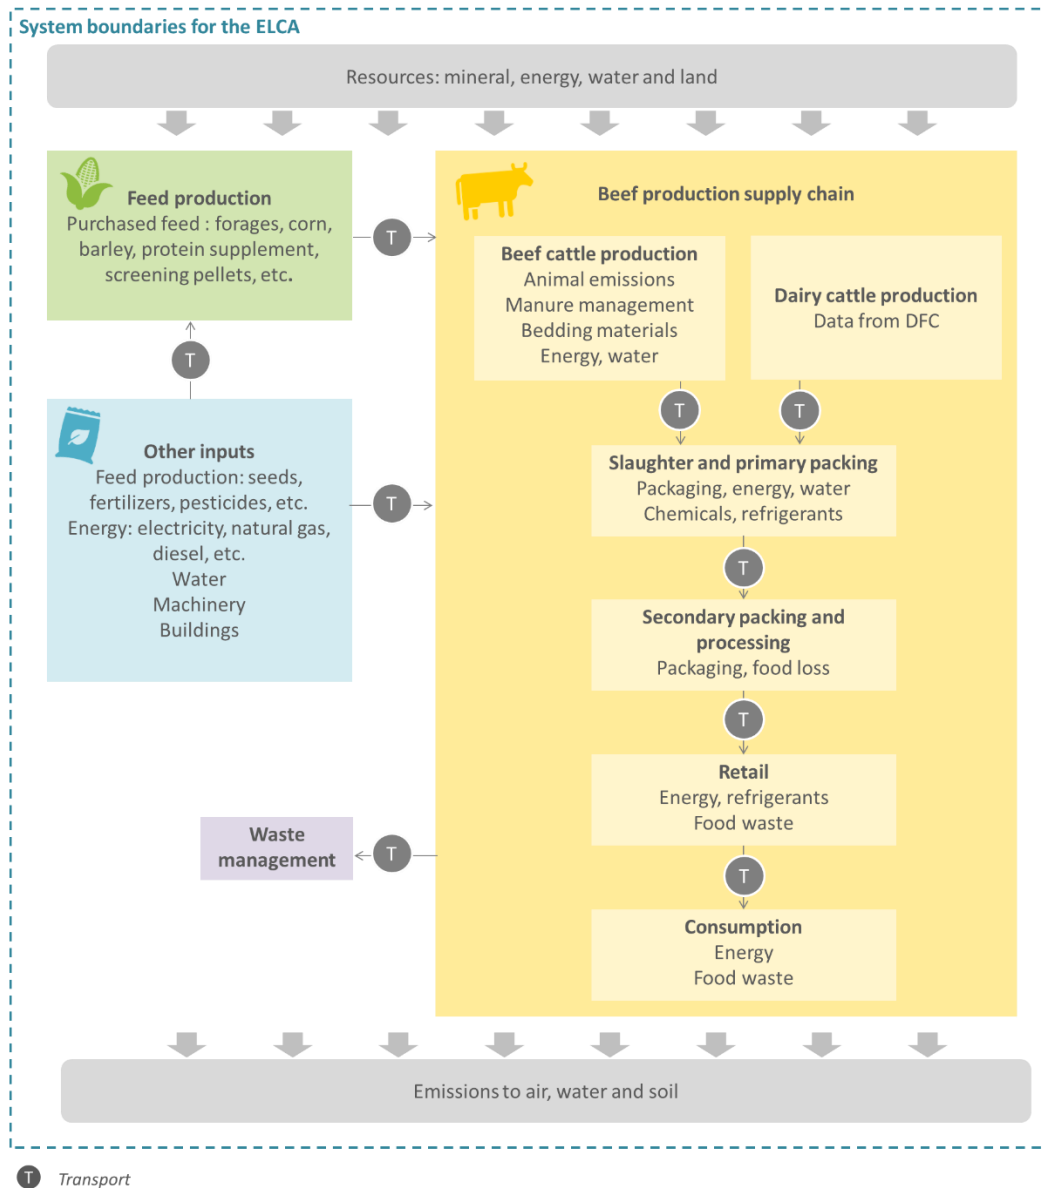 System boundaries for the ELCA
Resources: mineral, energy, water and land
Feed production
Purchased feed : forages, corn,
barley, protein supplement,
screening pellets, etc.
T
Beef production supply chain
Beef cattle production
Animal emissions
Manure management
Bedding materials
Energy, water
Dairy cattle production
Data from DFC
T
T
T
Other inputs
Feed production: seeds,
fertilizers, pesticides, etc.
Energy: electricity, natural gas,
diesel, etc.
Water
Machinery
Buildings
T
Slaughter and primary packing
Packaging, energy, water
Chemicals, refrigerants
T
Secondary packing and
processing
Packaging, food loss
T
Retail
Energy, refrigerants
Food waste
Waste
management
T
T
Consumption
Energy
Food waste
Emissions to air, water and soil
T Transport